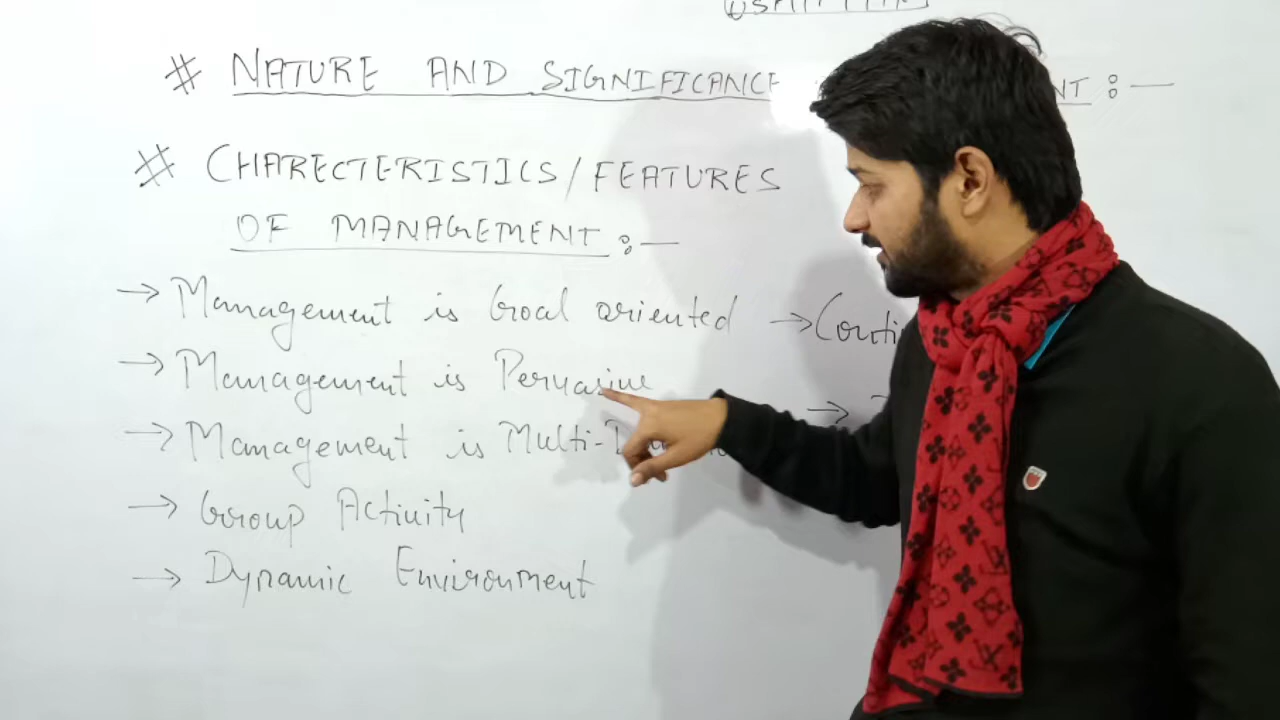 # NATURE AND SIGNIFICANCE
# CHARECTERISTICS/FEATURES
OF MANAGEMENT :—
→ Management is Goal oriented →
→ Management is Pervasive →
→ Management is Multi-
→ Group Activity
→ Dynamic Environment